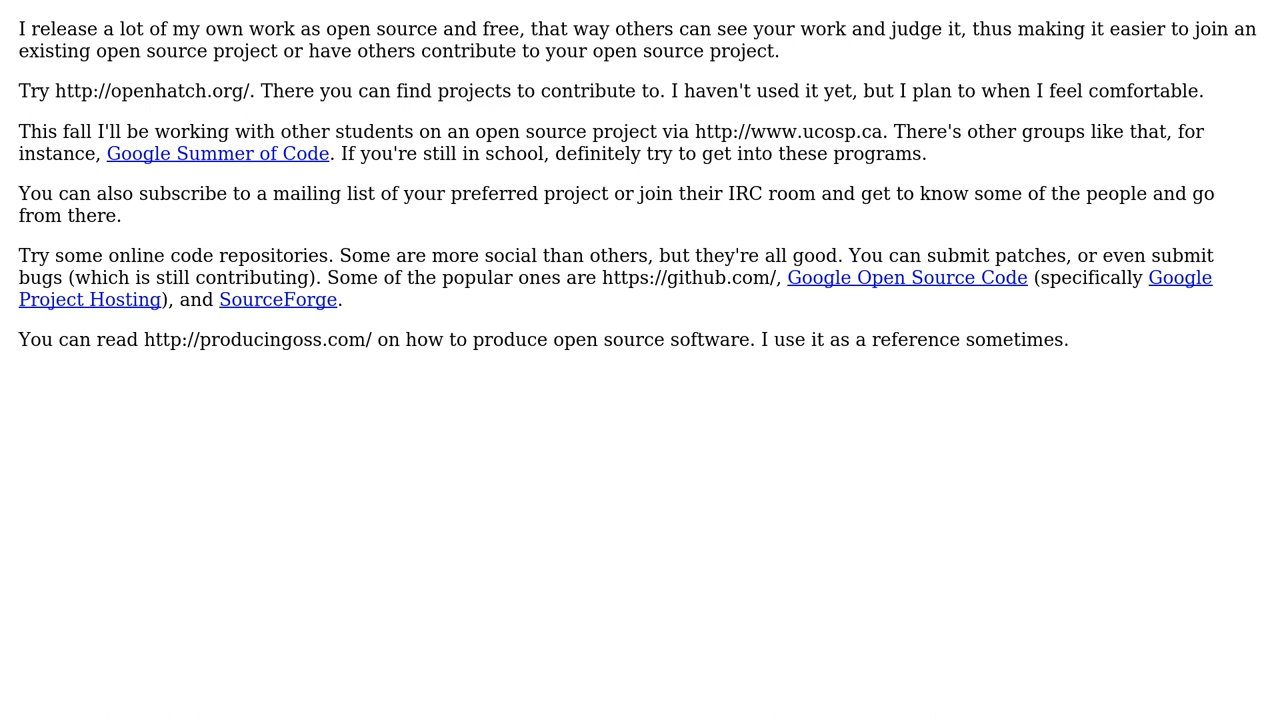 I release a lot of my own work as open source and free, that way others can see your work and judge it, thus making it easier to join an
existing open source project or have others contribute to your open source project.
Try http://openhatch.org/. There you can find projects to contribute to. I haven't used it yet, but I plan to when I feel comfortable.
This fall I'll be working with other students on an open source project via http://www.ucosp.ca. There's other groups like that, for
instance, Google Summer of Code. If you're still in school, definitely try to get into these programs.
You can also subscribe to a mailing list of your preferred project or join their IRC room and get to know some of the people and go
from there.
Try some online code repositories. Some are more social than others, but they're all good. You can submit patches, or even submit
bugs (which is still contributing). Some of the popular ones are https://github.com/, Google Open Source Code (specifically Google
Project Hosting), and SourceForge.
You can read http://producingoss.com/ on how to produce open source software. I use it as a reference sometimes.